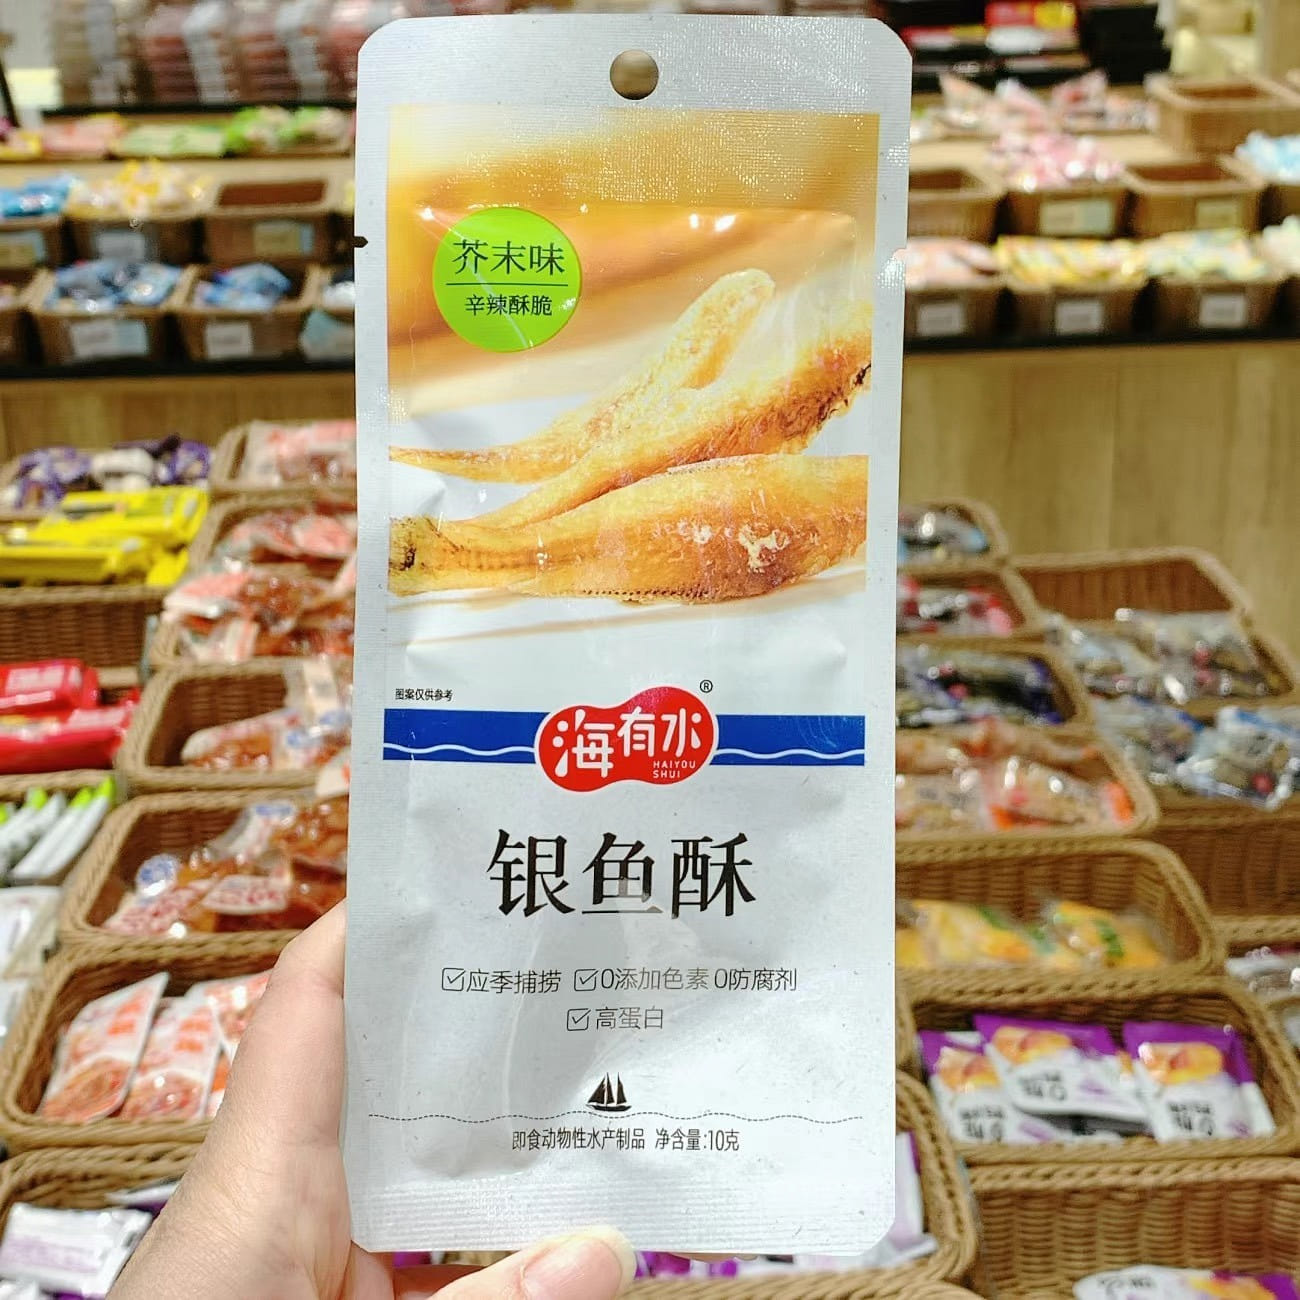 芥末味
辛辣酥脆
图案仅供参考
海有水®
HAIYOU
SHUI
银鱼酥
☑应季捕捞 ☑0添加色素 0防腐剂
☑高蛋白
即食动物性水产制品 净含量:10克